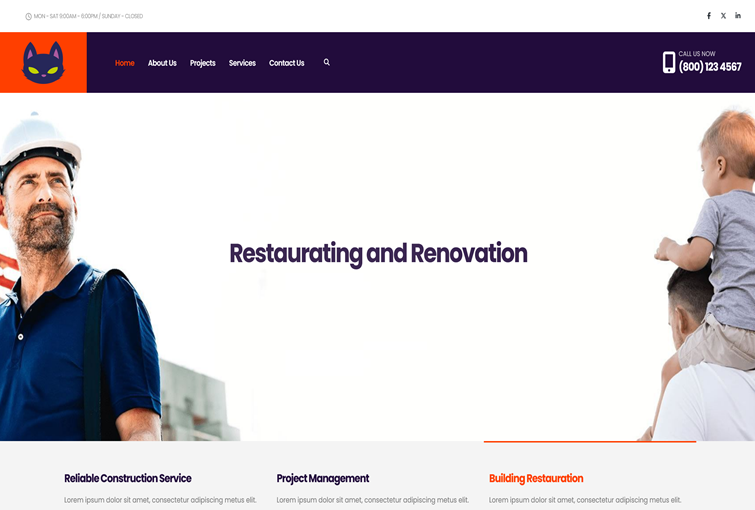 MON - SAT 9:00AM - 6:00PM / SUNDAY - CLOSED
Home About Us Projects Services Contact Us
CALL US NOW
(800) 123 4567
Restaurating and Renovation
Reliable Construction Service
Lorem ipsum dolor sit amet, consectetur adipiscing metus elit.
Project Management
Lorem ipsum dolor sit amet, consectetur adipiscing metus elit.
Building Restauration
Lorem ipsum dolor sit amet, consectetur adipiscing metus elit.